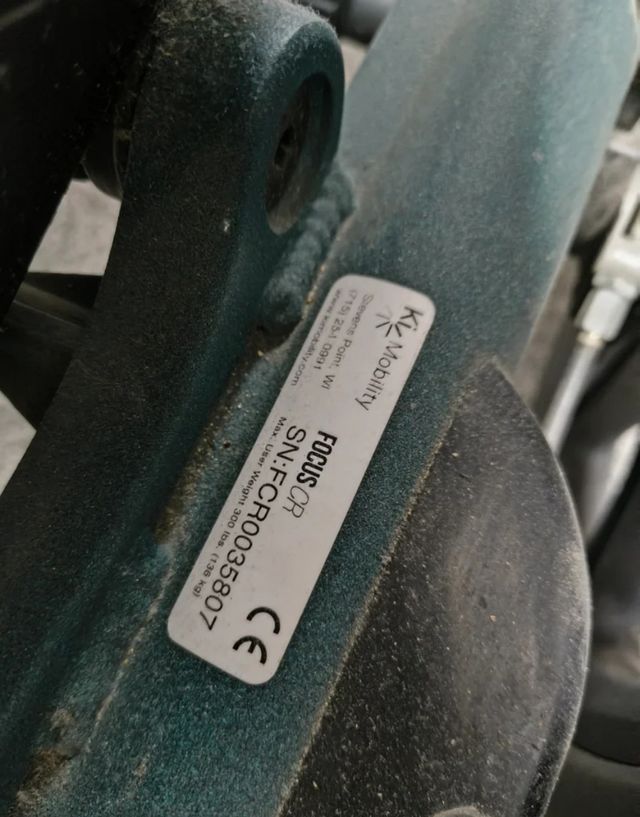 Ki Mobility
Stevens Point, WI
(715) 254 0991
www.kimobility.com
FOCUS CR
SN:FCR0035807
Max. User Weight 300 lbs. (136 kg)
CE